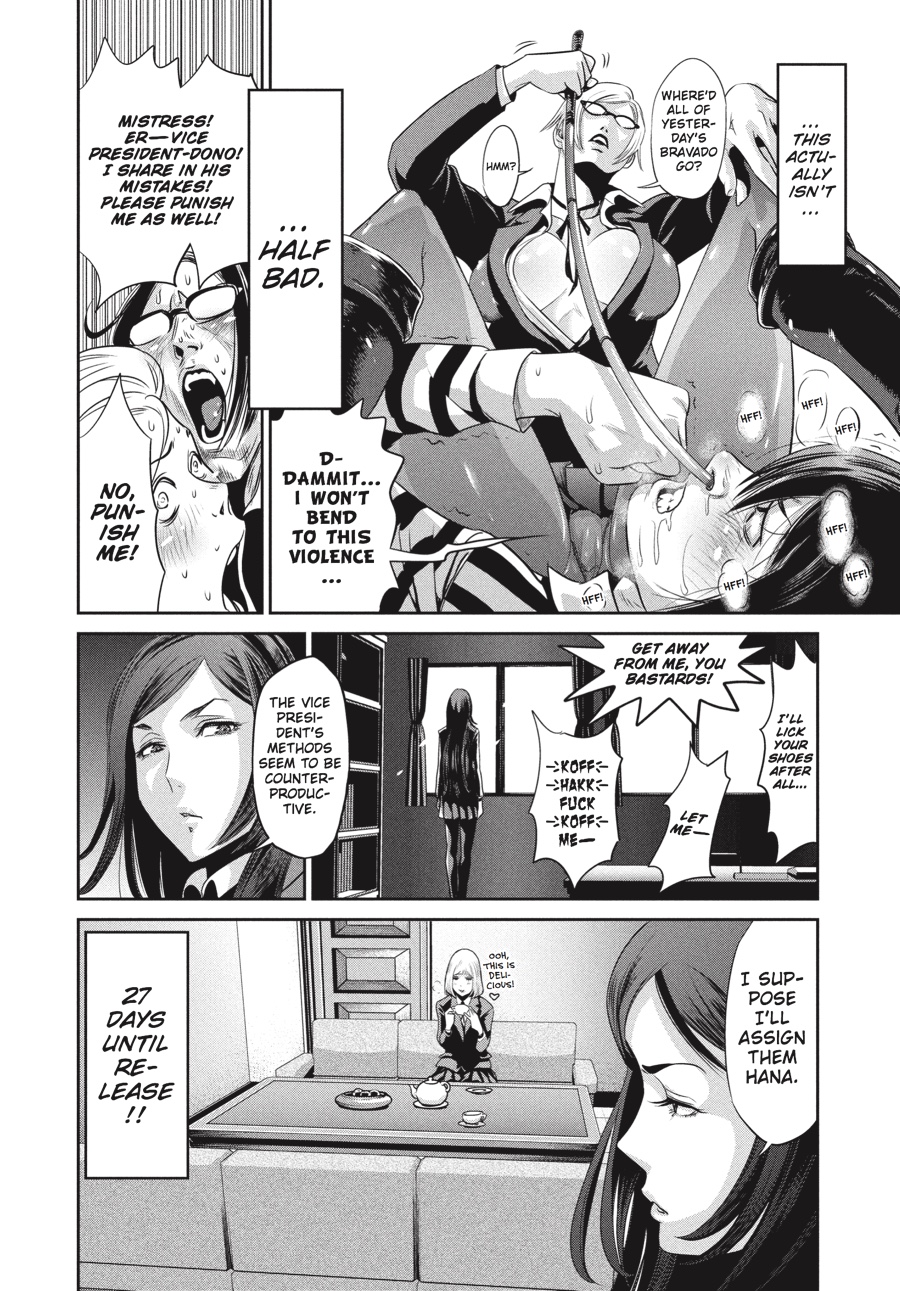 ...
THIS
ACTU-
ALLY
ISN'T
...
WHERE'D
ALL OF
YESTER-
DAY'S
BRAVADO
GO?
HMM?
HFF!
HFF!
HFF!
HFF!
HFF!
HFF!
HFF!
D-
DAMMIT...
I WON'T
BEND
TO THIS
VIOLENCE
...
...
HALF
BAD.
MISTRESS!
ER—VICE
PRESIDENT-DONO!
I SHARE IN HIS
MISTAKES!
PLEASE PUNISH
ME AS WELL!
NO,
PUN-
ISH
ME!
I'LL
LICK
YOUR
SHOES
AFTER
ALL...
GET AWAY
FROM ME, YOU
BASTARDS!
LET
ME—
KOFF
HAKK
FUCK
KOFF
ME—
THE VICE
PRESI-
DENT'S
METHODS
SEEM TO BE
COUNTER-
PRODUC-
TIVE.
I SUP-
POSE
I'LL
ASSIGN
THEM
HANA.
OOH,
THIS IS
DELI-
CIOUS!
27
DAYS
UNTIL
RE-
LEASE
!!